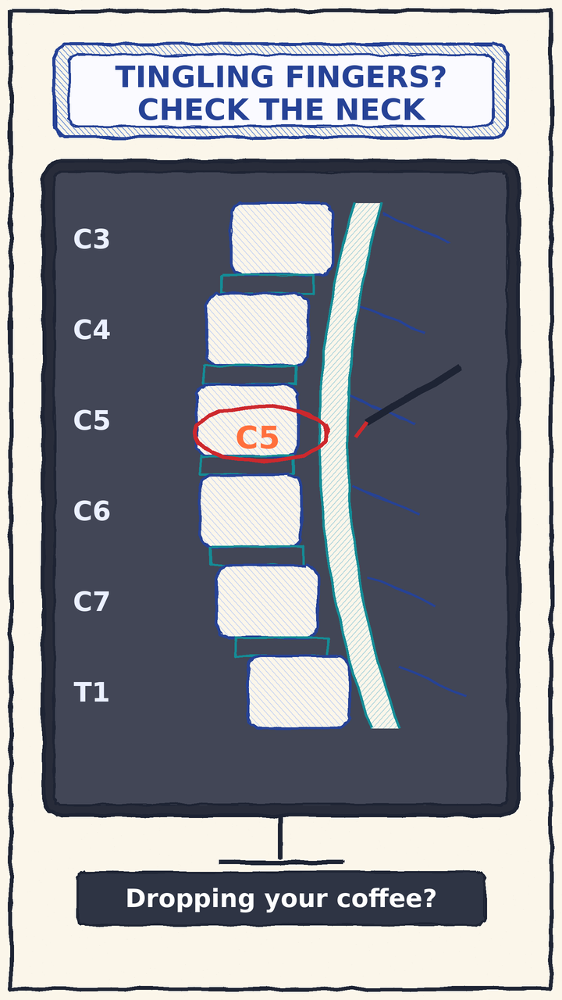 TINGLING FINGERS?
CHECK THE NECK
C3
C4
C5
C5
C6
C7
T1
Dropping your coffee?